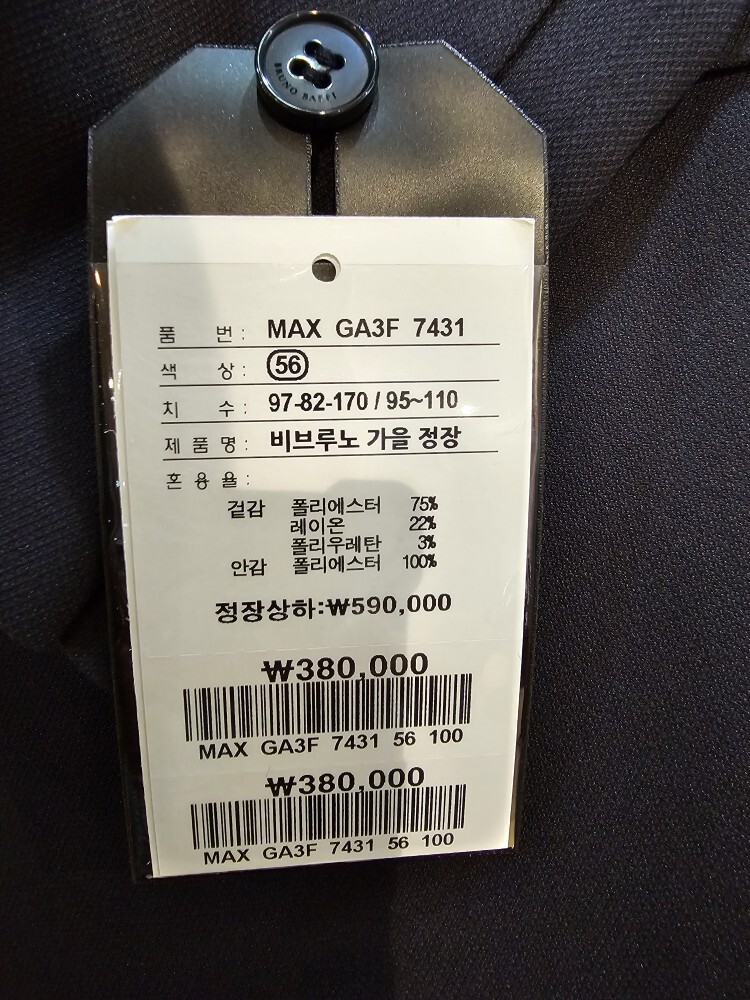 BRUNO BAFFI
품 번 : MAX GA3F 7431
색 상 : 56
치 수 : 97-82-170 / 95~110
제 품 명 : 비브루노 가을 정장
혼 용 율 :
겉감 폴리에스터 75%
레이온 22%
폴리우레탄 3%
안감 폴리에스터 100%
정장상하:₩590,000
₩380,000
MAX GA3F 7431 56 100
₩380,000
MAX GA3F 7431 56 100